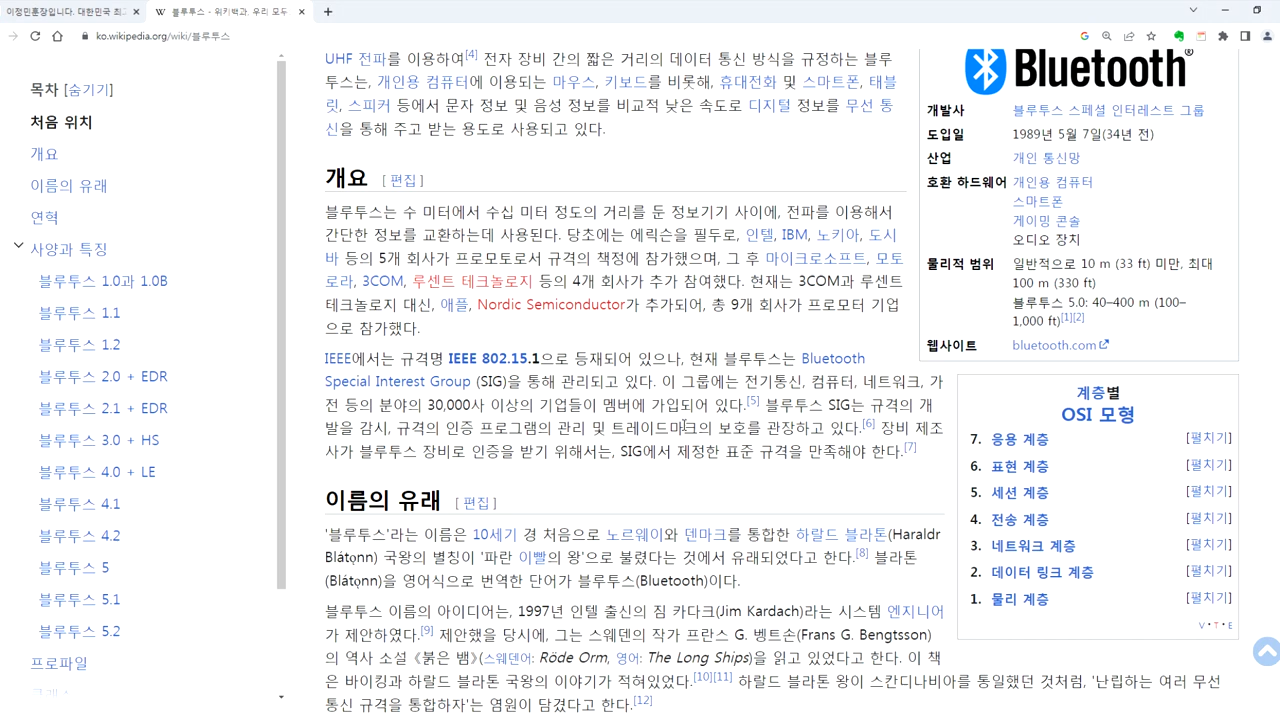 이정민훈장입니다. 대한민국 최고
블루투스 - 위키백과, 우리 모두
ko.wikipedia.org/wiki/블루투스
목차 [숨기기]
처음 위치
개요
이름의 유래
연혁
사양과 특징
블루투스 1.0과 1.0B
블루투스 1.1
블루투스 1.2
블루투스 2.0 + EDR
블루투스 2.1 + EDR
블루투스 3.0 + HS
블루투스 4.0 + LE
블루투스 4.1
블루투스 4.2
블루투스 5
블루투스 5.1
블루투스 5.2
프로파일
UHF 전파를 이용하여[4] 전자 장비 간의 짧은 거리의 데이터 통신 방식을 규정하는 블루
투스는, 개인용 컴퓨터에 이용되는 마우스, 키보드를 비롯해, 휴대전화 및 스마트폰, 태블
릿, 스피커 등에서 문자 정보 및 음성 정보를 비교적 낮은 속도로 디지털 정보를 무선 통
신을 통해 주고 받는 용도로 사용되고 있다.
개요 [ 편집 ]
블루투스는 수 미터에서 수십 미터 정도의 거리를 둔 정보기기 사이에, 전파를 이용해서
간단한 정보를 교환하는데 사용된다. 당초에는 에릭슨을 필두로, 인텔, IBM, 노키아, 도시
바 등의 5개 회사가 프로모토로서 규격의 책정에 참가했으며, 그 후 마이크로소프트, 모토
로라, 3COM, 루센트 테크놀로지 등의 4개 회사가 추가 참여했다. 현재는 3COM과 루센트
테크놀로지 대신, 애플, Nordic Semiconductor가 추가되어, 총 9개 회사가 프로모터 기업
으로 참가했다.
IEEE에서는 규격명 IEEE 802.15.1으로 등재되어 있으나, 현재 블루투스는 Bluetooth
Special Interest Group (SIG)을 통해 관리되고 있다. 이 그룹에는 전기통신, 컴퓨터, 네트워크, 가
전 등의 분야의 30,000사 이상의 기업들이 멤버에 가입되어 있다.[5] 블루투스 SIG는 규격의 개
발을 감시, 규격의 인증 프로그램의 관리 및 트레이드마크의 보호를 관장하고 있다.[6] 장비 제조
사가 블루투스 장비로 인증을 받기 위해서는, SIG에서 제정한 표준 규격을 만족해야 한다.[7]
이름의 유래 [ 편집 ]
'블루투스'라는 이름은 10세기 경 처음으로 노르웨이와 덴마크를 통합한 하랄드 블라톤(Haraldr
Blátǫnn) 국왕의 별칭이 '파란 이빨의 왕'으로 불렸다는 것에서 유래되었다고 한다.[8] 블라톤
(Blátǫnn)을 영어식으로 번역한 단어가 블루투스(Bluetooth)이다.
블루투스 이름의 아이디어는, 1997년 인텔 출신의 짐 카다크(Jim Kardach)라는 시스템 엔지니어
가 제안하였다.[9] 제안했을 당시에, 그는 스웨덴의 작가 프란스 G. 벵트손(Frans G. Bengtsson)
의 역사 소설 《붉은 뱀》(스웨덴어: Röde Orm, 영어: The Long Ships)을 읽고 있었다고 한다. 이 책
은 바이킹과 하랄드 블라톤 국왕의 이야기가 적혀있었다.[10][11] 하랄드 블라톤 왕이 스칸디나비아를 통일했던 것처럼, '난립하는 여러 무선
통신 규격을 통합하자'는 염원이 담겼다고 한다.[12]
Bluetooth®
개발사 블루투스 스페셜 인터레스트 그룹
도입일 1989년 5월 7일(34년 전)
산업 개인 통신망
호환 하드웨어 개인용 컴퓨터
스마트폰
게이밍 콘솔
오디오 장치
물리적 범위 일반적으로 10 m (33 ft) 미만, 최대
100 m (330 ft)
블루투스 5.0: 40–400 m (100–
1,000 ft)[1][2]
웹사이트 bluetooth.com
계층별
OSI 모형
7. 응용 계층 [펼치기]
6. 표현 계층 [펼치기]
5. 세션 계층 [펼치기]
4. 전송 계층 [펼치기]
3. 네트워크 계층 [펼치기]
2. 데이터 링크 계층 [펼치기]
1. 물리 계층 [펼치기]
V • T • E